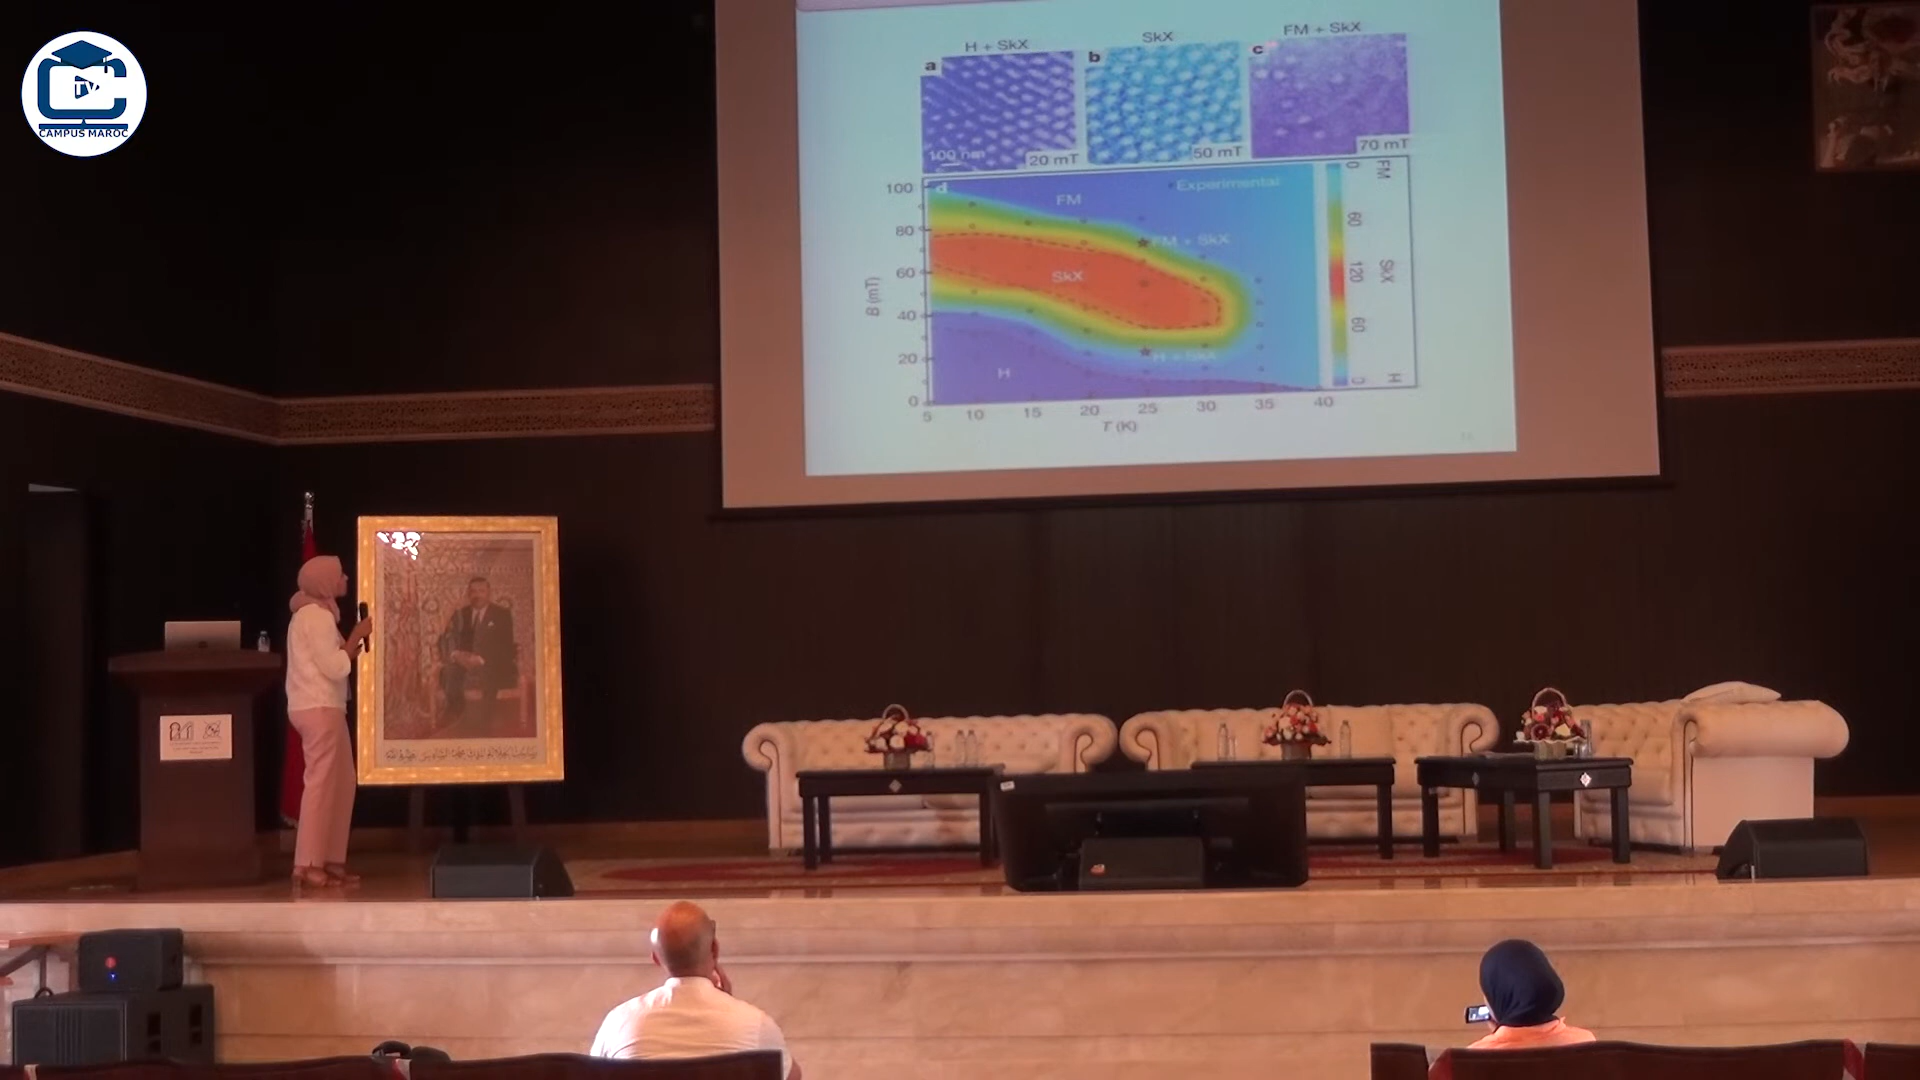 TV
CAMPUS MAROC
H + SkX
SkX
FM + SkX
a
b
c
100 nm
20 mT
50 mT
70 mT
d
Experimental
FM
FM + SkX
SkX
H + SkX
H
100
80
60
40
20
0
B (mT)
5 10 15 20 25 30 35 40
T (K)
0
60
120
60
0
FM
SkX
H